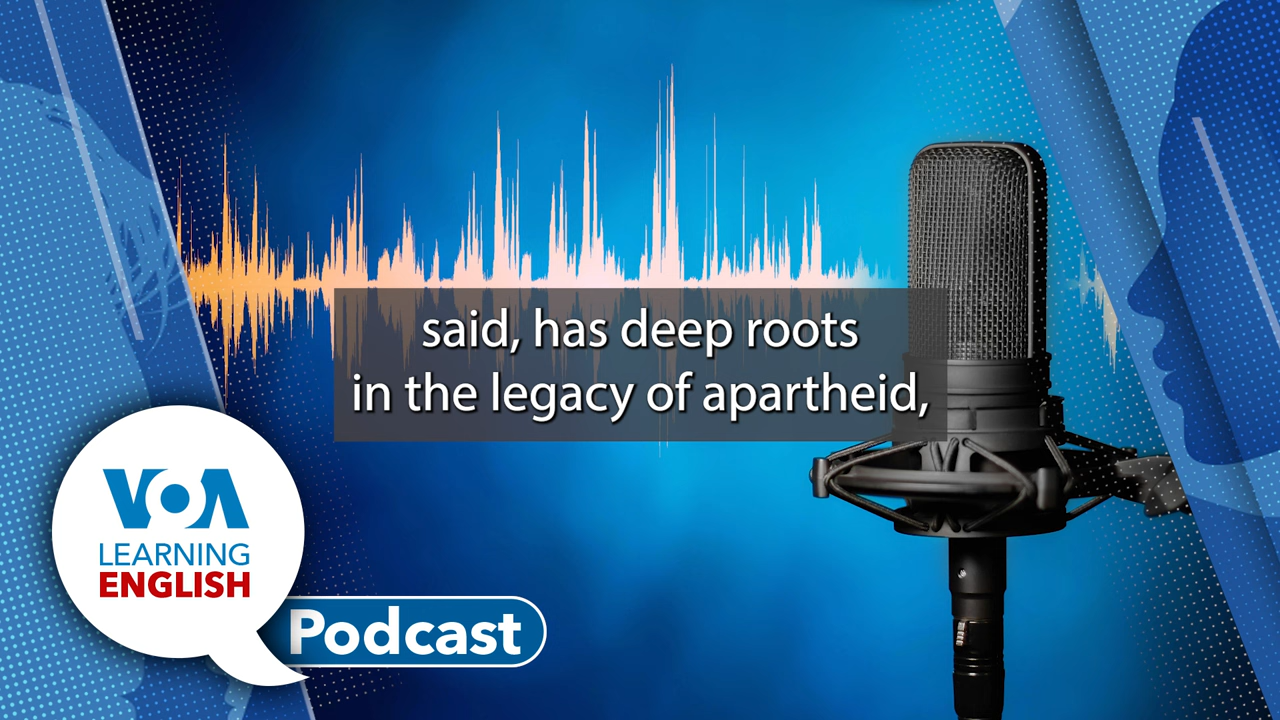 said, has deep roots
in the legacy of apartheid,
VOA
LEARNING
ENGLISH
Podcast